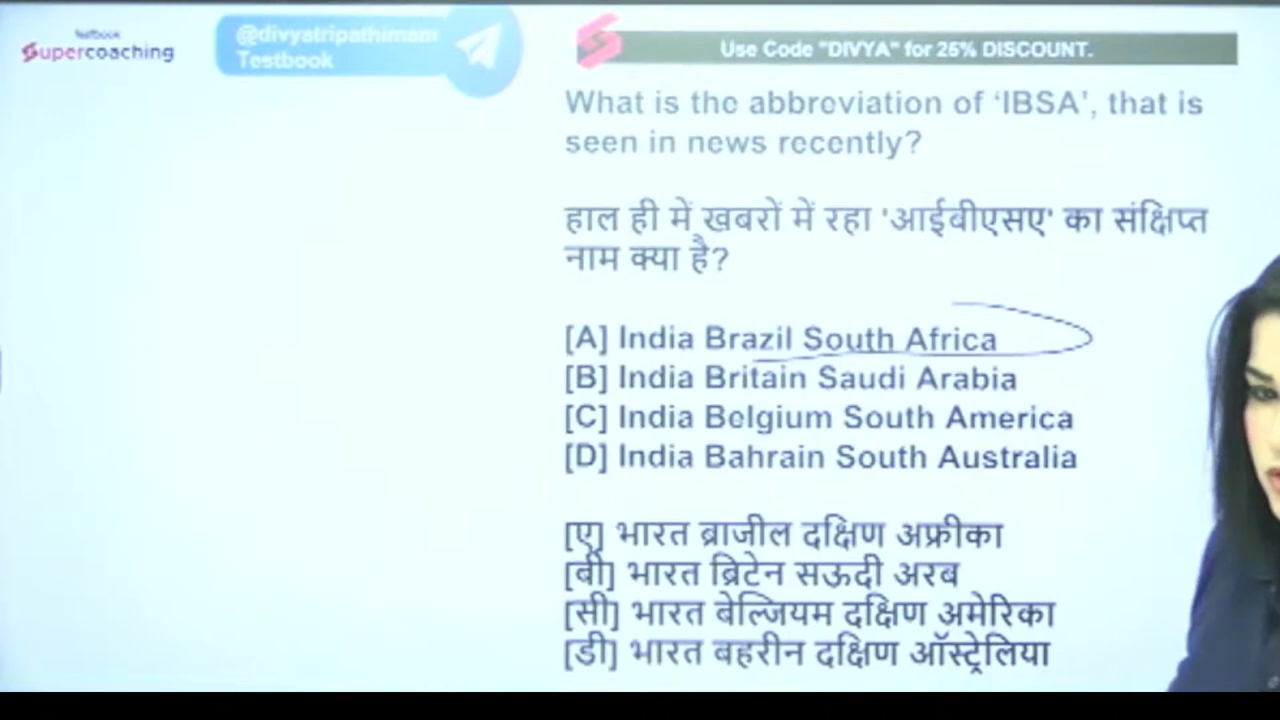 testbook
Supercoaching
@divyatripathimam
Testbook
Use Code "DIVYA" for 25% DISCOUNT.
What is the abbreviation of ‘IBSA’, that is
seen in news recently?
हाल ही में खबरों में रहा 'आईबीएसए' का संक्षिप्त
नाम क्या है?
[A] India Brazil South Africa
[B] India Britain Saudi Arabia
[C] India Belgium South America
[D] India Bahrain South Australia
[ए] भारत ब्राजील दक्षिण अफ्रीका
[बी] भारत ब्रिटेन सऊदी अरब
[सी] भारत बेल्जियम दक्षिण अमेरिका
[डी] भारत बहरीन दक्षिण ऑस्ट्रेलिया